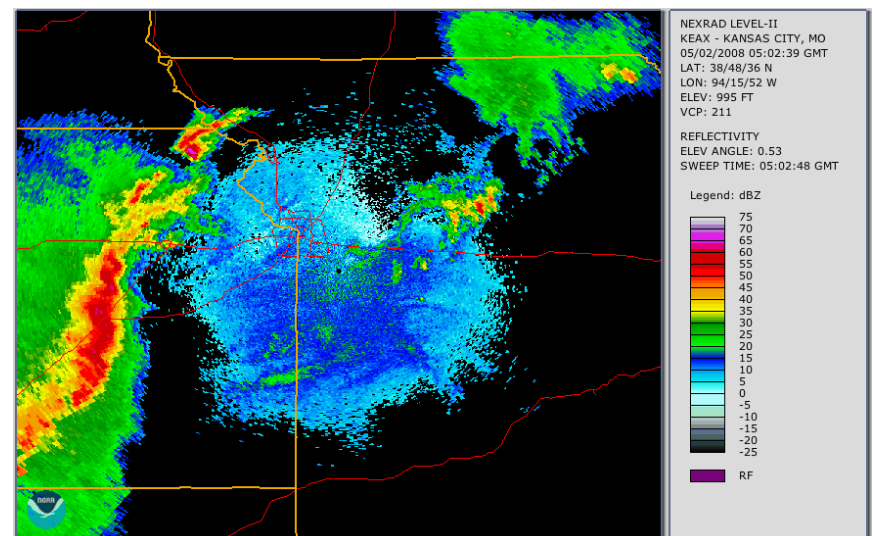 NEXRAD LEVEL-II
KEAX - KANSAS CITY, MO
05/02/2008 05:02:39 GMT
LAT: 38/48/36 N
LON: 94/15/52 W
ELEV: 995 FT
VCP: 211
REFLECTIVITY
ELEV ANGLE: 0.53
SWEEP TIME: 05:02:48 GMT
Legend: dBZ
75
70
65
60
55
50
45
40
35
30
25
20
15
10
5
0
-5
-10
-15
-20
-25
RF
NOAA